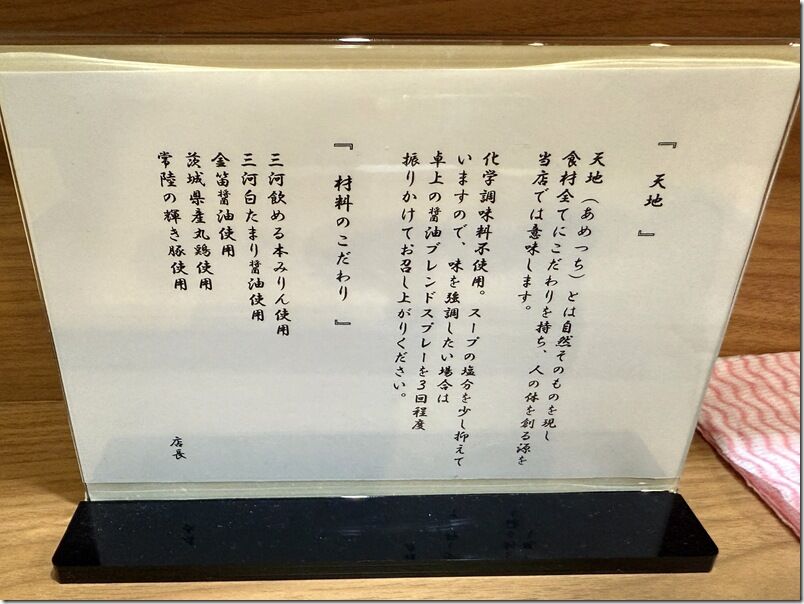 『 天地 』
天地（あめつち）とは自然そのものを現し
食材全てにこだわりを持ち、人の体を創る源を
当店では意味します。
化学調味料不使用。スープの塩分を少し抑えて
いますので、味を強調したい場合は
卓上の醤油ブレンドスプレーを3回程度
振りかけてお召し上がりください。
『 材料のこだわり 』
三河飲める本みりん使用
三河白たまり醤油使用
金笛醤油使用
茨城県産丸鶏使用
常陸の輝き豚使用
店長